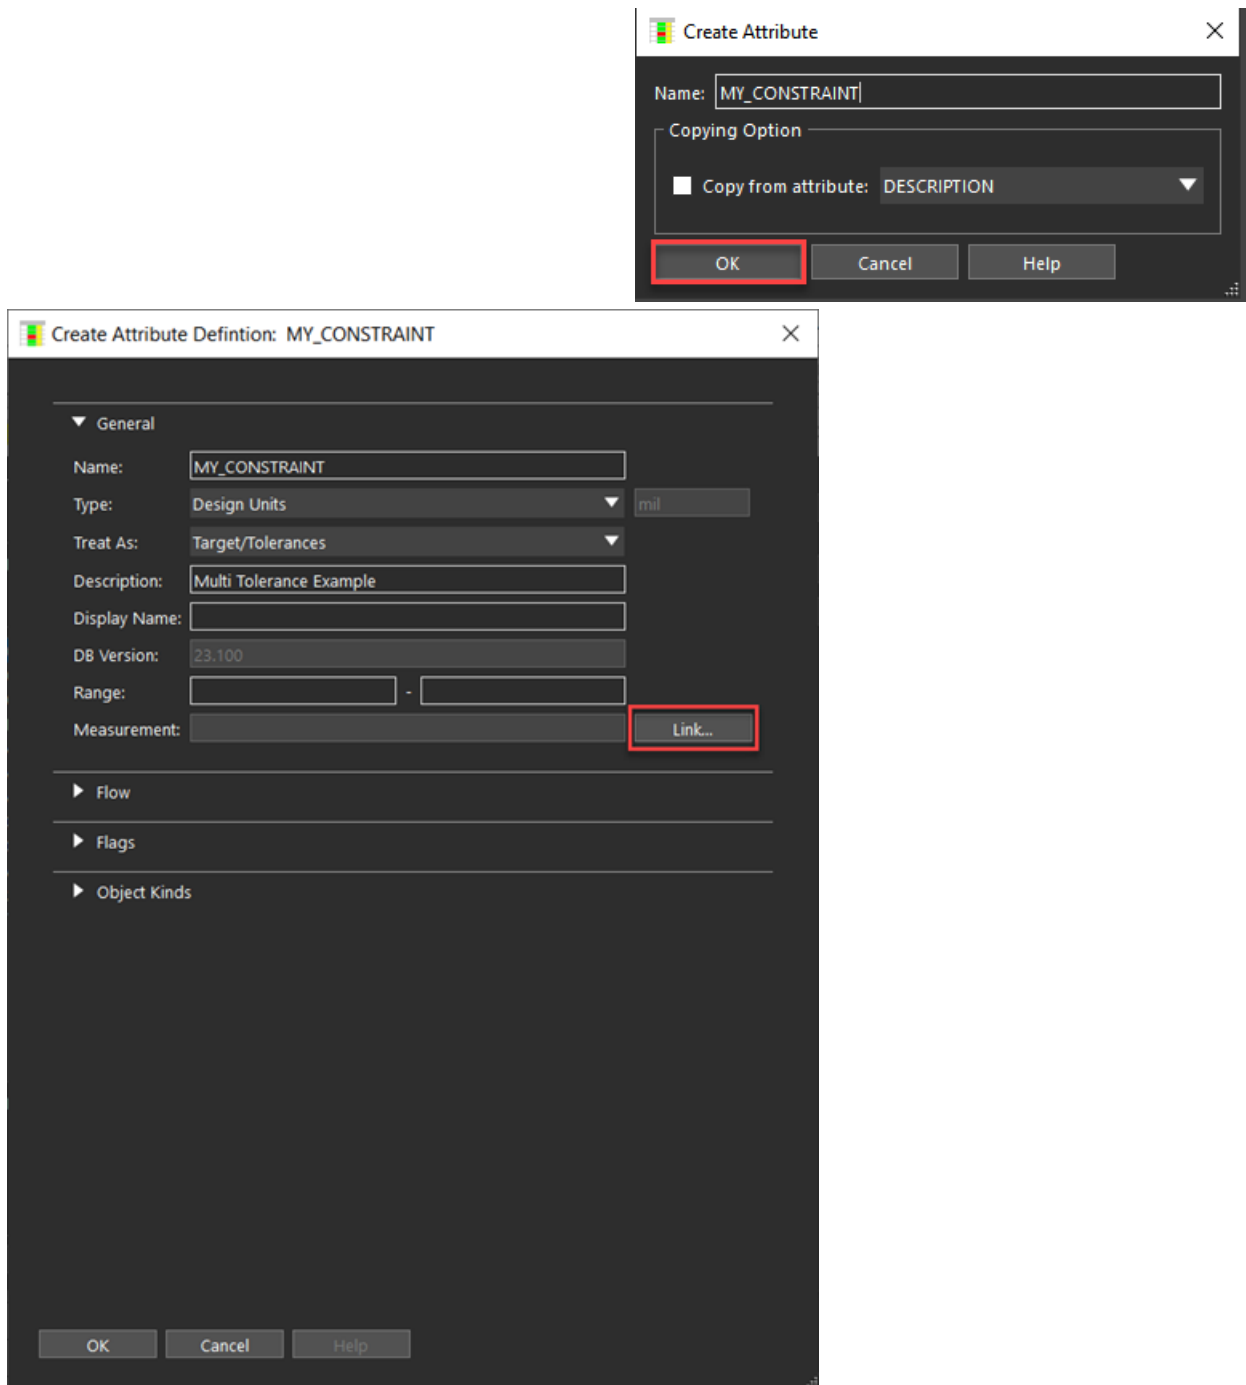 Create Attribute
Name: MY_CONSTRAINT
Copying Option
Copy from attribute: DESCRIPTION
OK Cancel Help
Create Attribute Defintion: MY_CONSTRAINT
General
Name: MY_CONSTRAINT
Type: Design Units mil
Treat As: Target/Tolerances
Description: Multi Tolerance Example
Display Name:
DB Version: 23.100
Range: -
Measurement: Link...
Flow
Flags
Object Kinds
OK Cancel Help